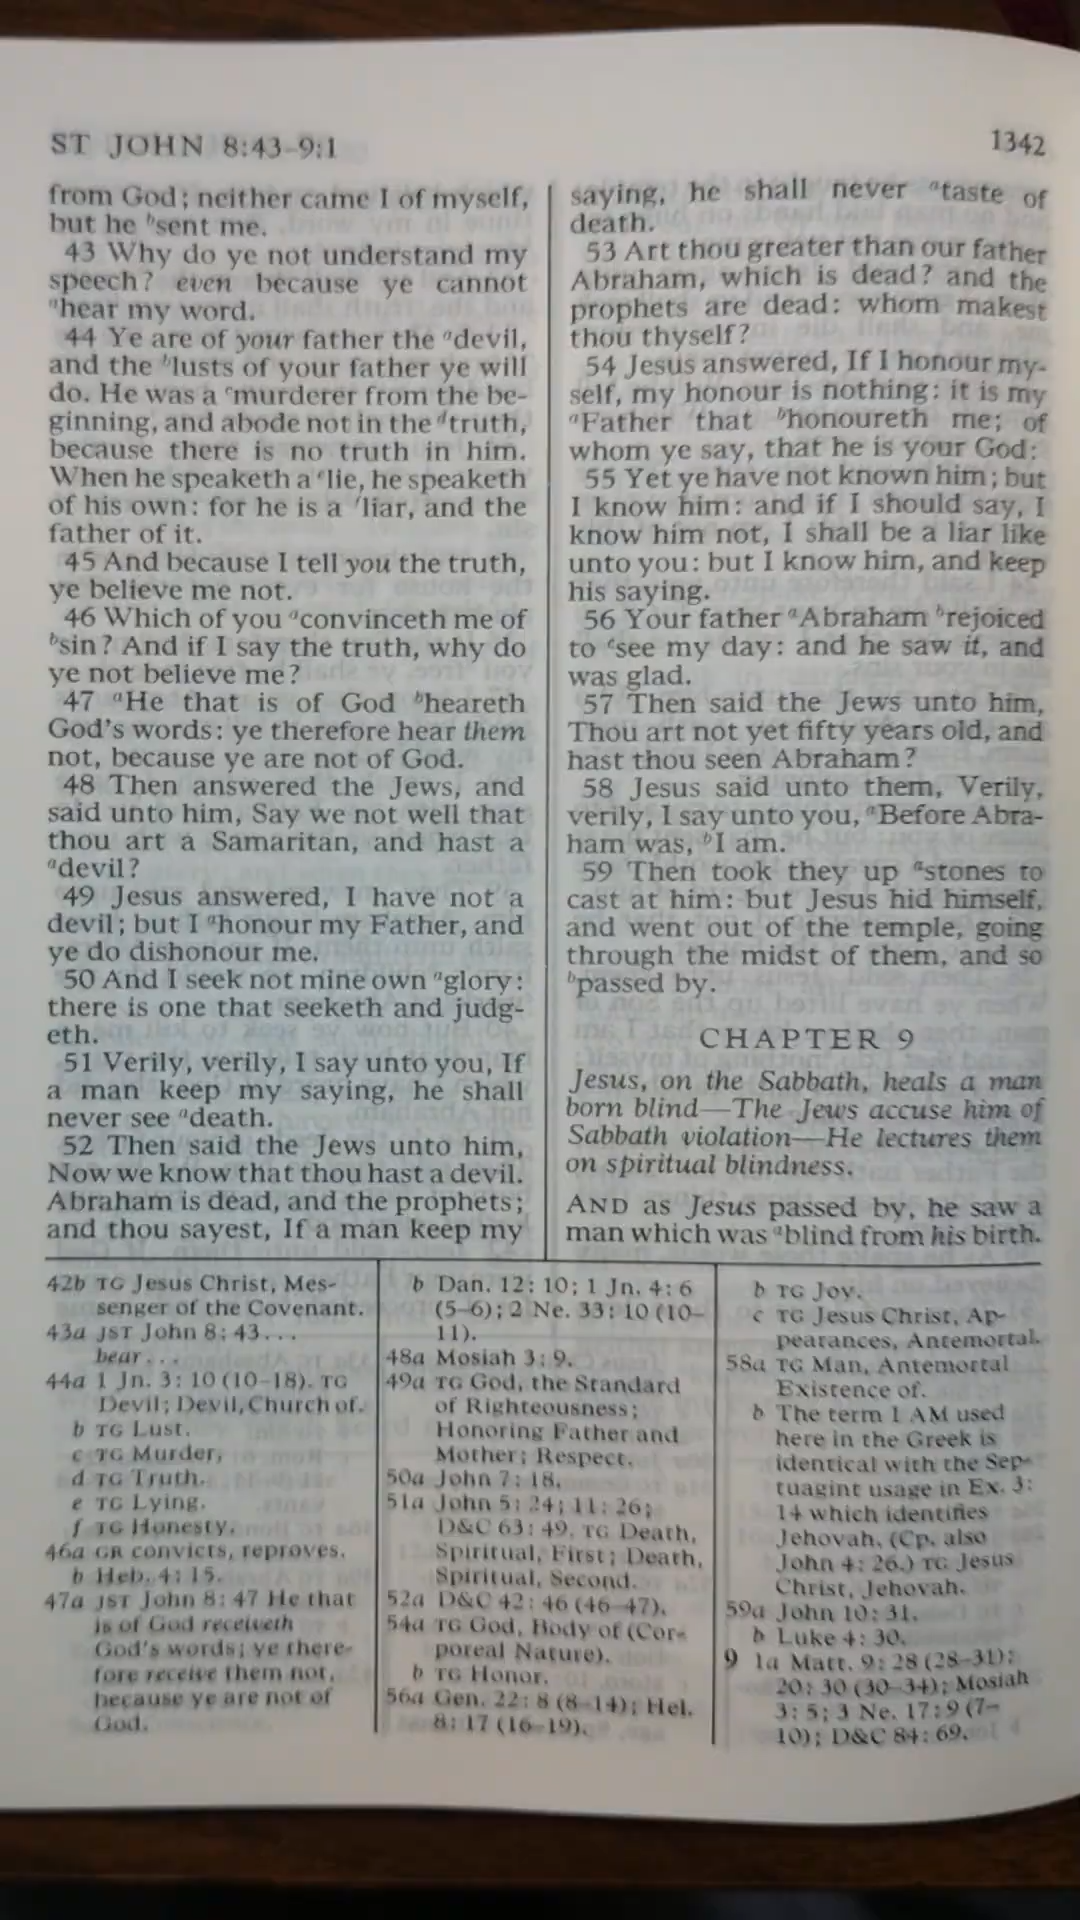 ST JOHN 8:43–9:1
1342
from God; neither came I of myself,
but he bsent me.
43 Why do ye not understand my
speech? even because ye cannot
ahear my word.
44 Ye are of your father the adevil,
and the blusts of your father ye will
do. He was a cmurderer from the be-
ginning, and abode not in the dtruth,
because there is no truth in him.
When he speaketh a elie, he speaketh
of his own: for he is a fliar, and the
father of it.
45 And because I tell you the truth,
ye believe me not.
46 Which of you aconvinceth me of
bsin? And if I say the truth, why do
ye not believe me?
47 aHe that is of God bheareth
God's words: ye therefore hear them
not, because ye are not of God.
48 Then answered the Jews, and
said unto him, Say we not well that
thou art a Samaritan, and hast a
adevil?
49 Jesus answered, I have not a
devil; but I ahonour my Father, and
ye do dishonour me.
50 And I seek not mine own aglory:
there is one that seeketh and judg-
eth.
51 Verily, verily, I say unto you, If
a man keep my saying, he shall
never see adeath.
52 Then said the Jews unto him,
Now we know that thou hast a devil.
Abraham is dead, and the prophets;
and thou sayest, If a man keep my
saying, he shall never ataste of
death.
53 Art thou greater than our father
Abraham, which is dead? and the
prophets are dead: whom makest
thou thyself?
54 Jesus answered, If I honour my-
self, my honour is nothing: it is my
aFather that bhonoureth me; of
whom ye say, that he is your God:
55 Yet ye have not known him; but
I know him: and if I should say, I
know him not, I shall be a liar like
unto you: but I know him, and keep
his saying.
56 Your father aAbraham brejoiced
to csee my day: and he saw it, and
was glad.
57 Then said the Jews unto him,
Thou art not yet fifty years old, and
hast thou seen Abraham?
58 Jesus said unto them, Verily,
verily, I say unto you, aBefore Abra-
ham was, bI am.
59 Then took they up astones to
cast at him: but Jesus hid himself,
and went out of the temple, going
through the midst of them, and so
bpassed by.
CHAPTER 9
Jesus, on the Sabbath, heals a man
born blind—The Jews accuse him of
Sabbath violation—He lectures them
on spiritual blindness.
AND as Jesus passed by, he saw a
man which was ablind from his birth.
42b TG Jesus Christ, Mes-
senger of the Covenant.
43a JST John 8:43...
bear...
44a 1 Jn. 3:10 (10–18). TG
Devil; Devil, Church of.
b TG Lust.
c TG Murder.
d TG Truth.
e TG Lying.
f TG Honesty.
46a GR convicts, reproves.
b Heb. 4:15.
47a JST John 8:47 He that
is of God receiveth
God's words; ye there-
fore receive them not,
because ye are not of
God.
b Dan. 12:10; 1 Jn. 4:6
(5–6); 2 Ne. 33:10 (10–
11).
48a Mosiah 3:9.
49a TG God, the Standard
of Righteousness;
Honoring Father and
Mother; Respect.
50a John 7:18.
51a John 5:24; 11:26;
D&C 63:49. TG Death,
Spiritual, First; Death,
Spiritual, Second.
52a D&C 42:46 (46–47).
54a TG God, Body of (Cor-
poreal Nature).
b TG Honor.
56a Gen. 22:8 (8–14); Hel.
8:17 (16–19).
b TG Joy.
c TG Jesus Christ, Ap-
pearances, Antemortal.
58a TG Man, Antemortal
Existence of.
b The term I AM used
here in the Greek is
identical with the Sep-
tuagint usage in Ex. 3:
14 which identifies
Jehovah. (Cp. also
John 4:26.) TG Jesus
Christ, Jehovah.
59a John 10:31.
b Luke 4:30.
9 1a Matt. 9:28 (28–31);
20:30 (30–34); Mosiah
3:5; 3 Ne. 17:9 (7–
10); D&C 84:69.